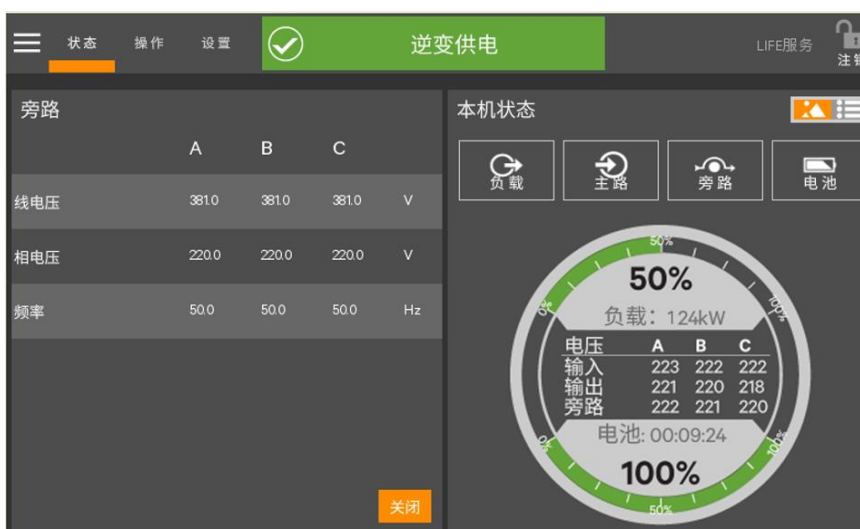 状态 操作 设置 逆变供电 LIFE服务 注销
旁路
A B C
线电压 381.0 381.0 381.0 V
相电压 220.0 220.0 220.0 V
频率 50.0 50.0 50.0 Hz
关闭
本机状态
负载 主路 旁路 电池
50%
0% 100%
50%
负载：124kW
电压 A B C
输入 223 222 222
输出 221 220 218
旁路 222 221 220
电池: 00:09:24
0% 100%
100%
50%